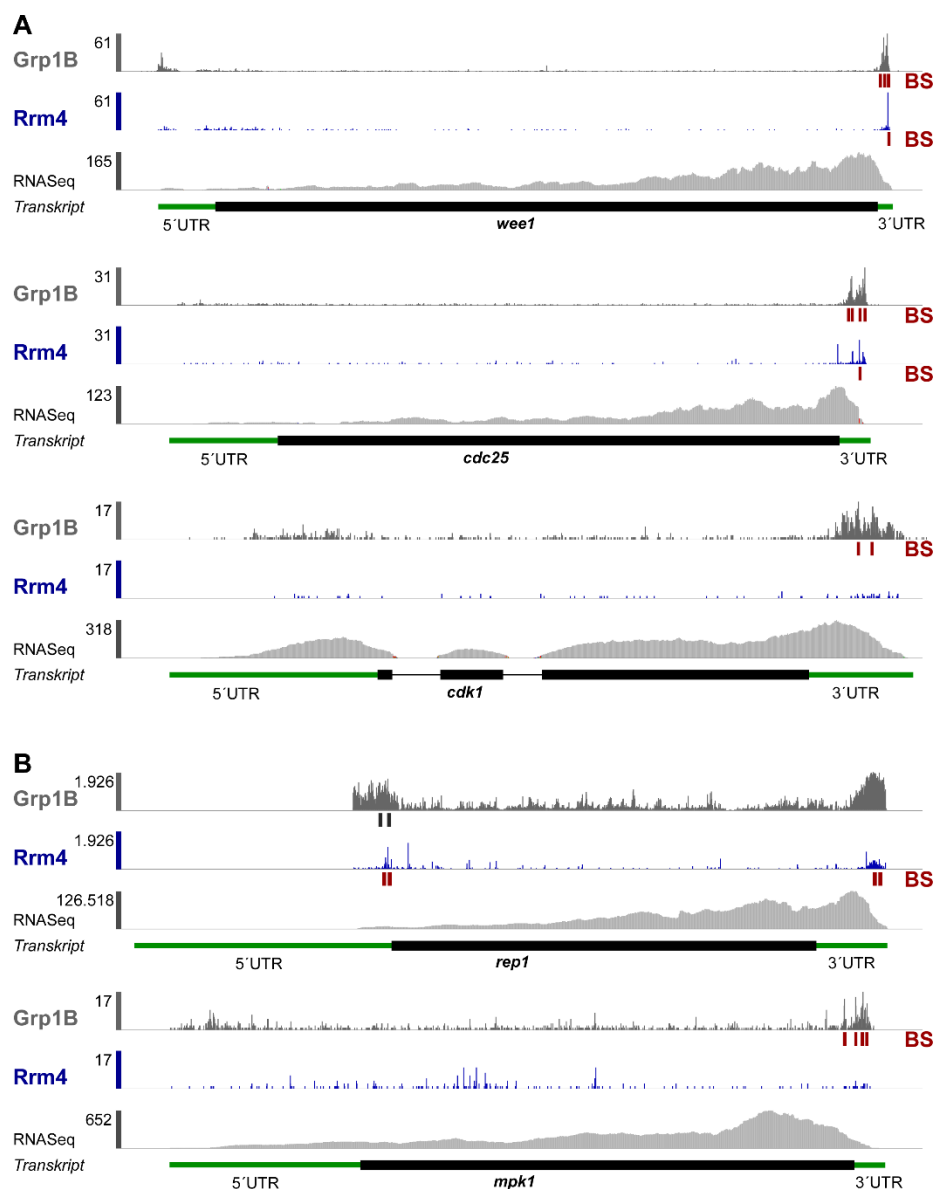 A
Grp1B 61
BS
Rrm4 61
BS
RNASeq 165
Transkript
5´UTR wee1 3´UTR
Grp1B 31
BS
Rrm4 31
BS
RNASeq 123
Transkript
5´UTR cdc25 3´UTR
Grp1B 17
BS
Rrm4 17
RNASeq 318
Transkript
5´UTR cdk1 3´UTR
B
Grp1B 1.926
Rrm4 1.926
BS
RNASeq 126.518
Transkript
5´UTR rep1 3´UTR
Grp1B 17
BS
Rrm4 17
RNASeq 652
Transkript
5´UTR mpk1 3´UTR